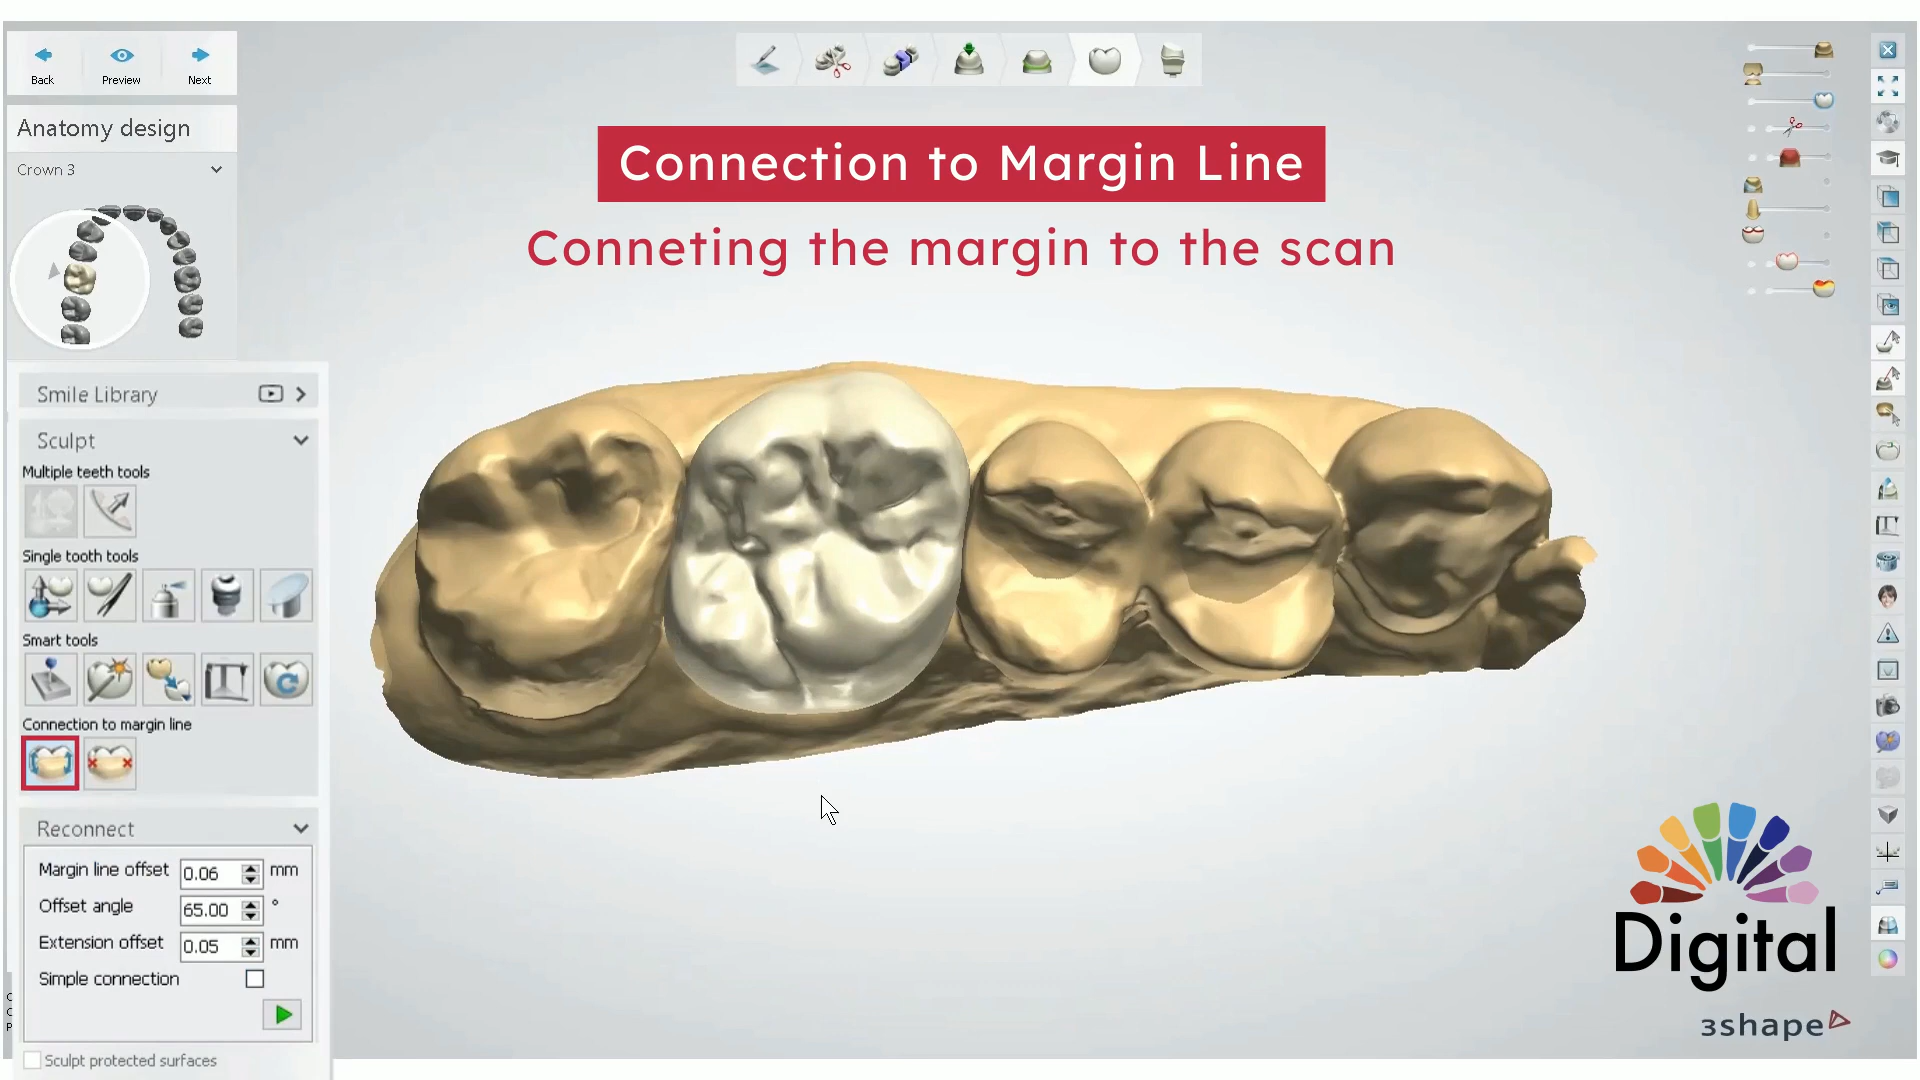 Back Preview Next
Anatomy design
Crown 3
Connection to Margin Line
Conneting the margin to the scan
Smile Library
Sculpt
Multiple teeth tools
Single tooth tools
Smart tools
Connection to margin line
Reconnect
Margin line offset 0.06 mm
Offset angle 65.00 °
Extension offset 0.05 mm
Simple connection
Sculpt protected surfaces
Digital
3shape